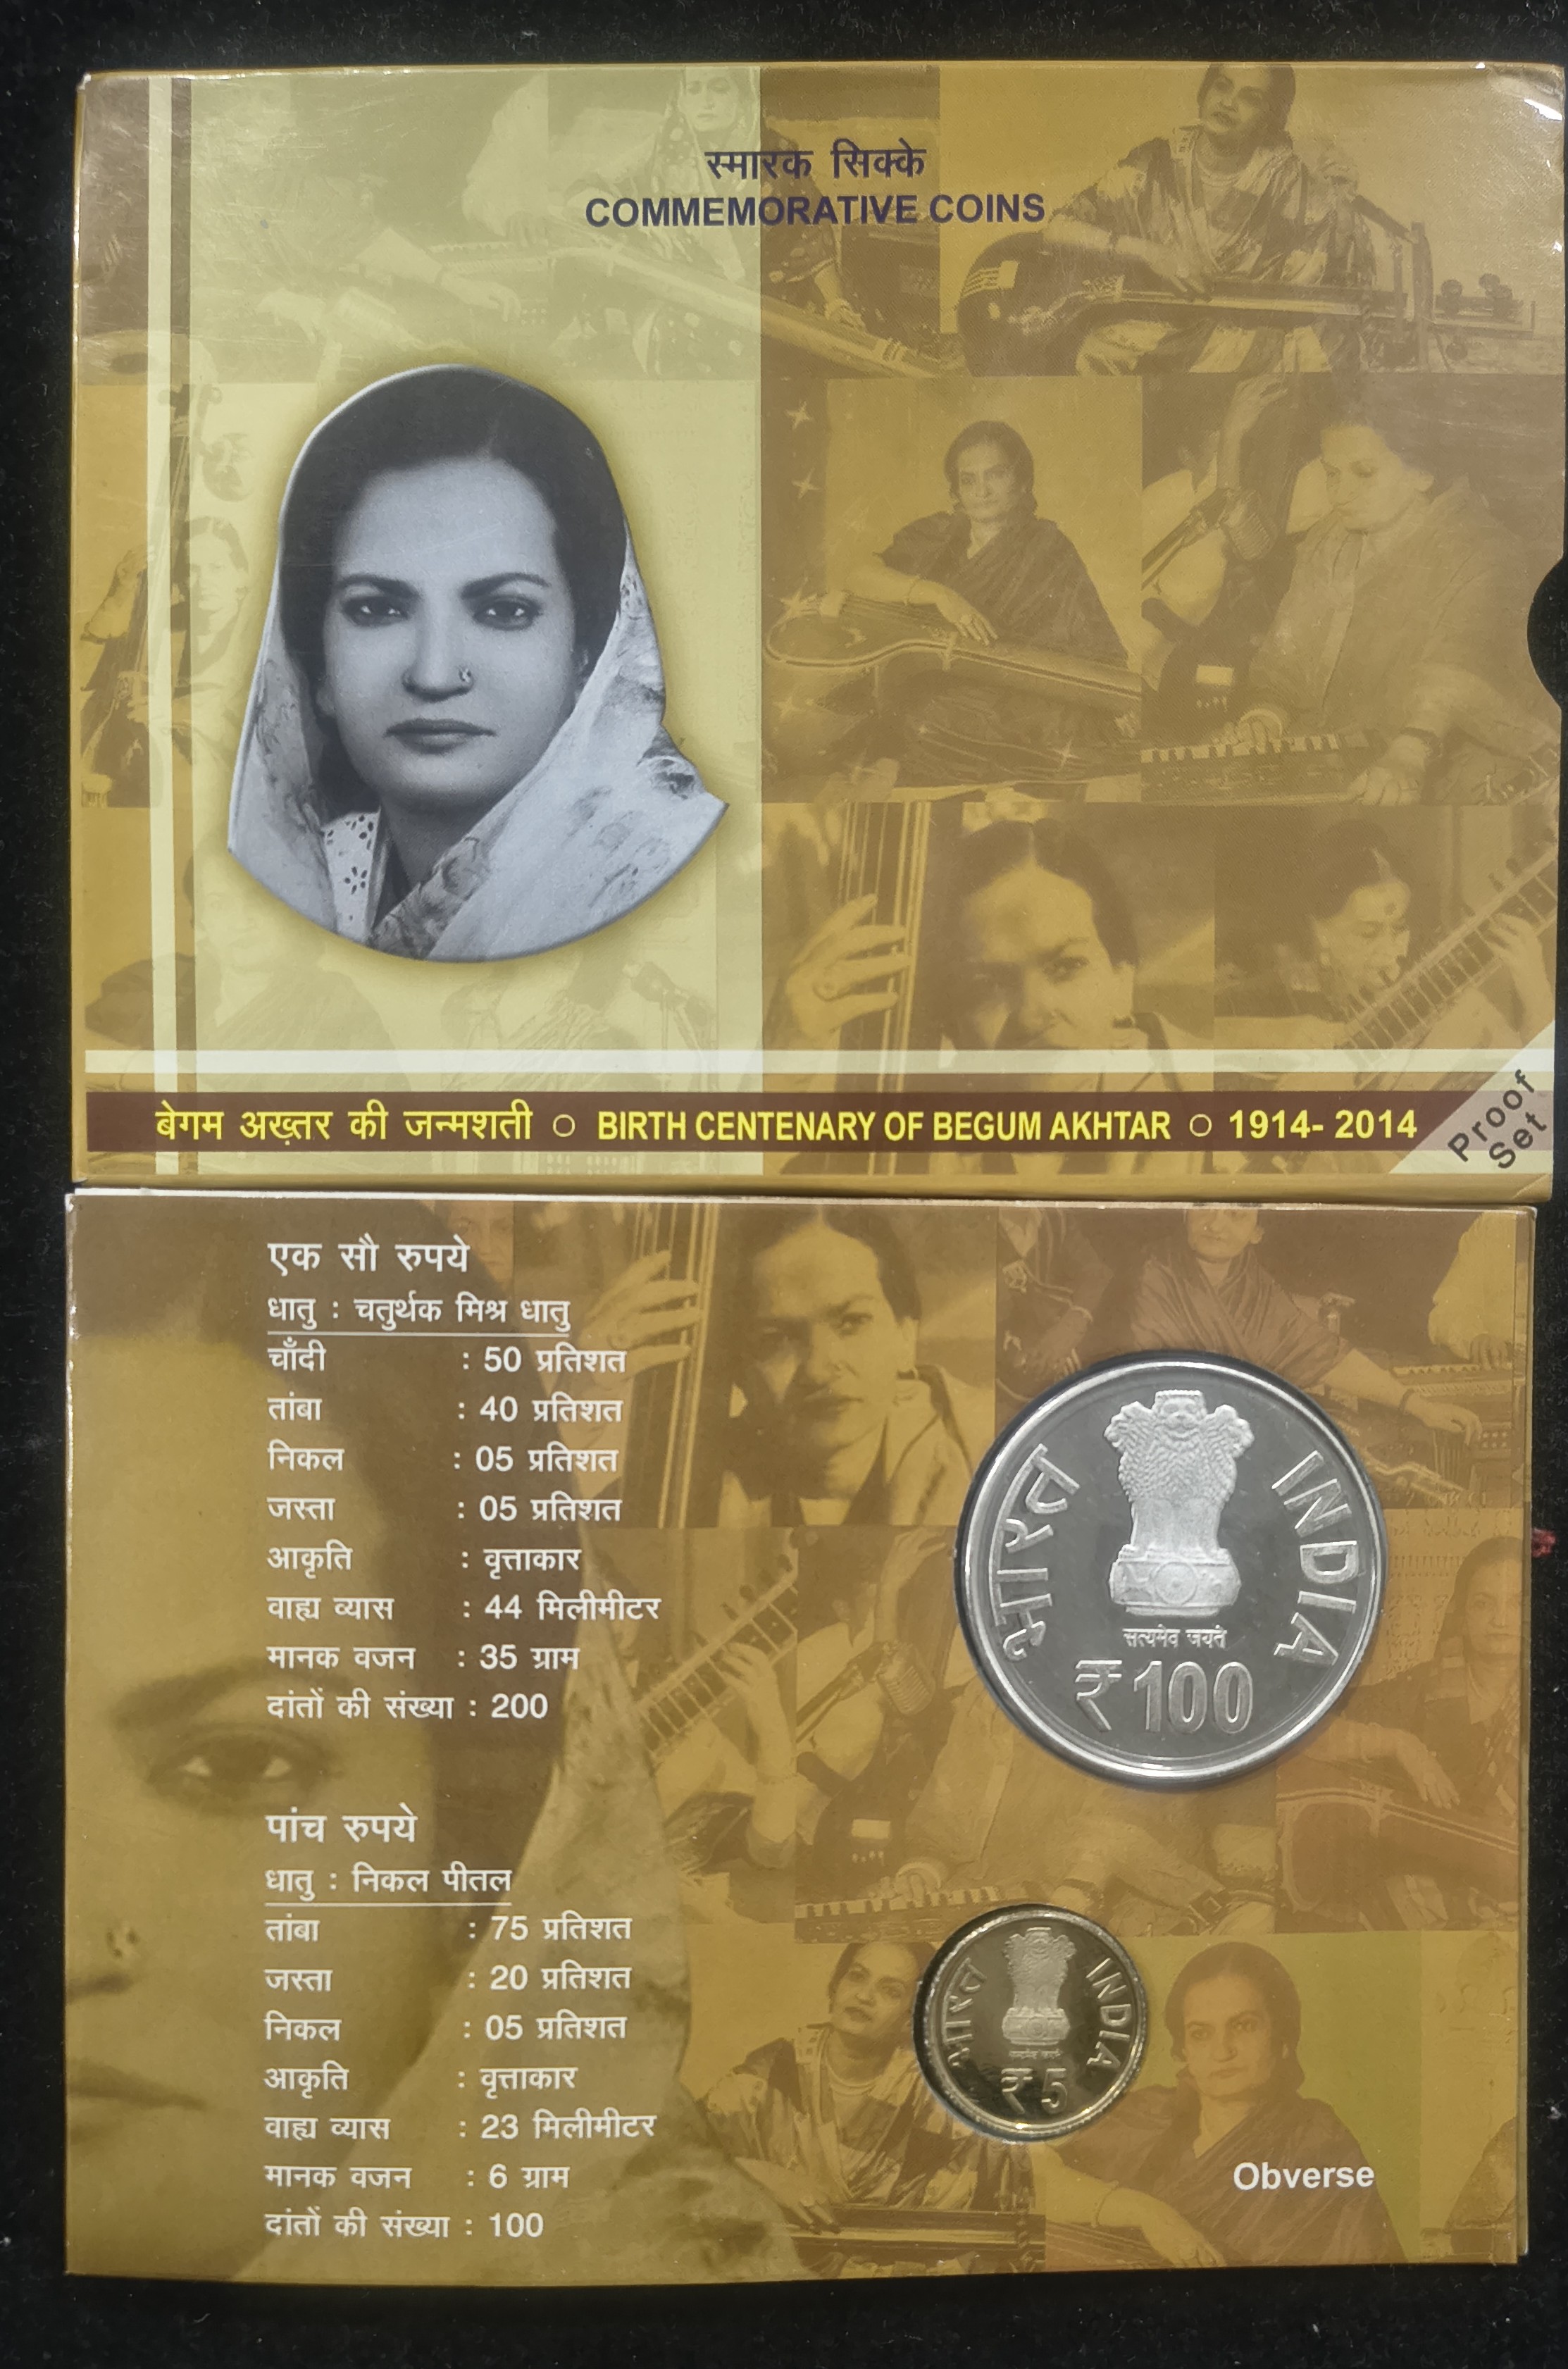 स्मारक सिक्के
COMMEMORATIVE COINS
बेगम अख़्तर की जन्मशती ○ BIRTH CENTENARY OF BEGUM AKHTAR ○ 1914- 2014
Proof
Set
एक सौ रुपये
धातु : चतुर्थक मिश्र धातु
चाँदी : 50 प्रतिशत
तांबा : 40 प्रतिशत
निकल : 05 प्रतिशत
जस्ता : 05 प्रतिशत
आकृति : वृत्ताकार
वाह्य व्यास : 44 मिलीमीटर
मानक वजन : 35 ग्राम
दांतों की संख्या : 200
भारत
INDIA
सत्यमेव जयते
₹ 100
पांच रुपये
धातु : निकल पीतल
तांबा : 75 प्रतिशत
जस्ता : 20 प्रतिशत
निकल : 05 प्रतिशत
आकृति : वृत्ताकार
वाह्य व्यास : 23 मिलीमीटर
मानक वजन : 6 ग्राम
दांतों की संख्या : 100
भारत
INDIA
₹ 5
Obverse